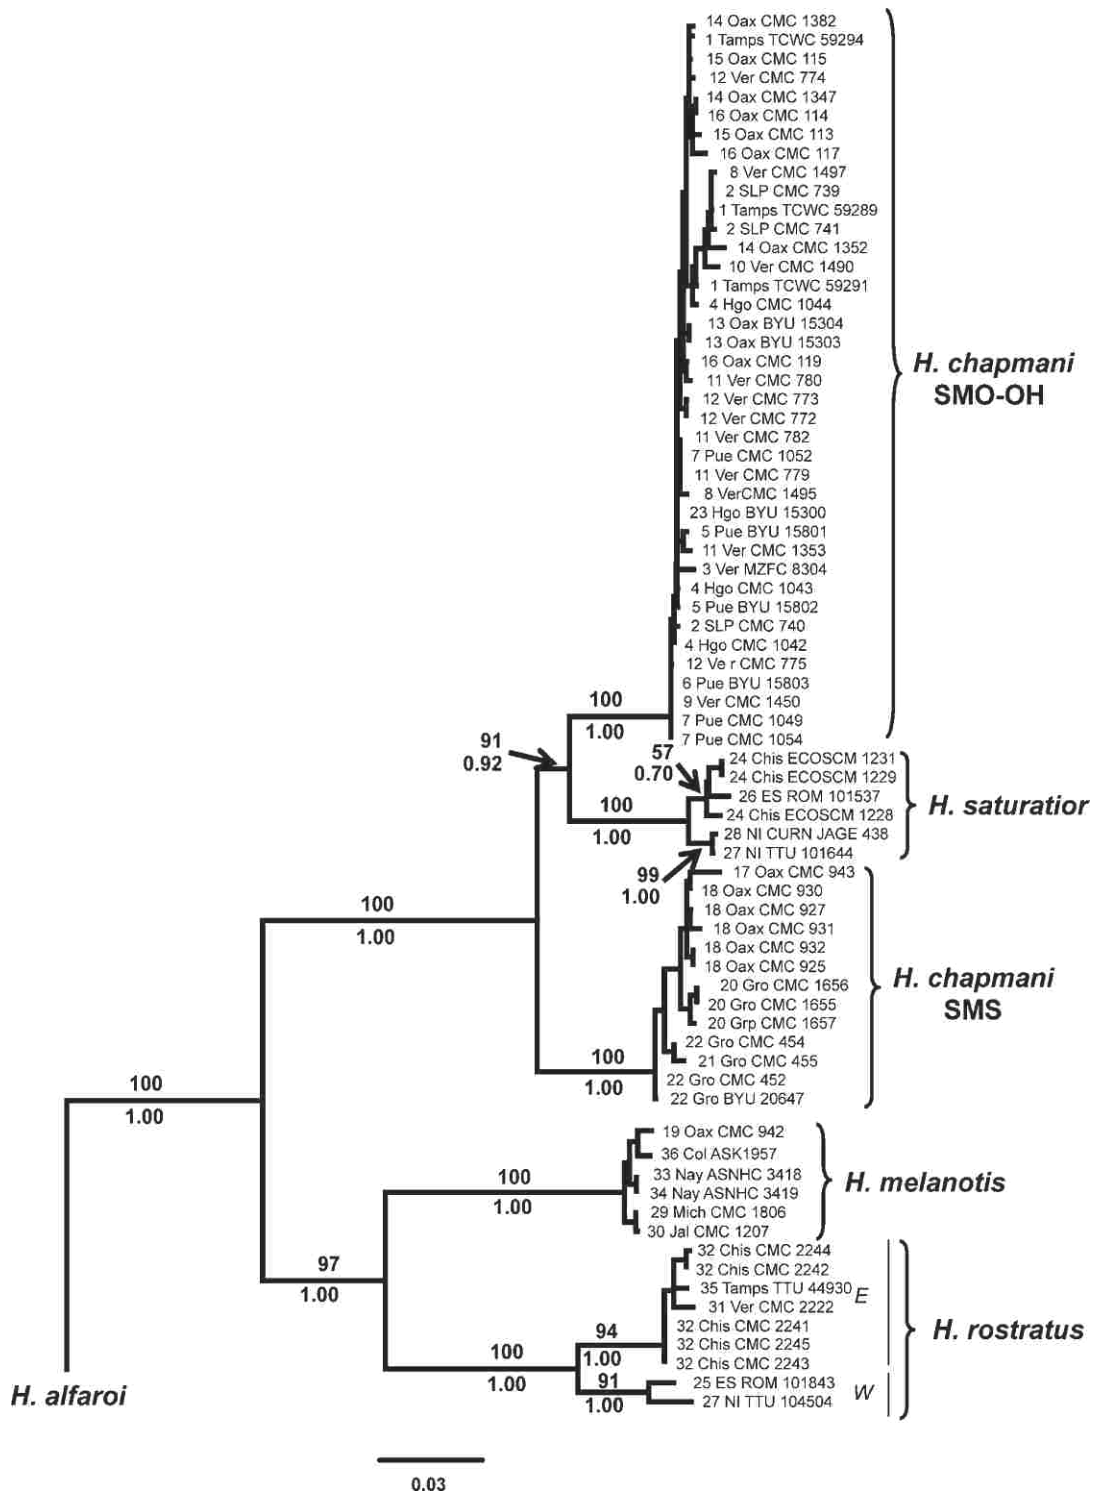 14 Oax CMC 1382
1 Tamps TCWC 59294
15 Oax CMC 115
12 Ver CMC 774
14 Oax CMC 1347
16 Oax CMC 114
15 Oax CMC 113
16 Oax CMC 117
8 Ver CMC 1497
2 SLP CMC 739
1 Tamps TCWC 59289
2 SLP CMC 741
14 Oax CMC 1352
10 Ver CMC 1490
1 Tamps TCWC 59291
4 Hgo CMC 1044
13 Oax BYU 15304
13 Oax BYU 15303
16 Oax CMC 119
11 Ver CMC 780
12 Ver CMC 773
12 Ver CMC 772
11 Ver CMC 782
7 Pue CMC 1052
11 Ver CMC 779
8 VerCMC 1495
23 Hgo BYU 15300
5 Pue BYU 15801
11 Ver CMC 1353
3 Ver MZFC 8304
4 Hgo CMC 1043
5 Pue BYU 15802
2 SLP CMC 740
4 Hgo CMC 1042
12 Ve r CMC 775
6 Pue BYU 15803
9 Ver CMC 1450
7 Pue CMC 1049
7 Pue CMC 1054
H. chapmani
SMO-OH
100
1.00
91
0.92
57
0.70
24 Chis ECOSCM 1231
24 Chis ECOSCM 1229
26 ES ROM 101537
24 Chis ECOSCM 1228
28 NI CURN JAGE 438
27 NI TTU 101644
H. saturatior
100
1.00
99
1.00
17 Oax CMC 943
18 Oax CMC 930
18 Oax CMC 927
18 Oax CMC 931
18 Oax CMC 932
18 Oax CMC 925
20 Gro CMC 1656
20 Gro CMC 1655
20 Grp CMC 1657
22 Gro CMC 454
21 Gro CMC 455
22 Gro CMC 452
22 Gro BYU 20647
H. chapmani
SMS
100
1.00
100
1.00
100
1.00
19 Oax CMC 942
36 Col ASK1957
33 Nay ASNHC 3418
34 Nay ASNHC 3419
29 Mich CMC 1806
30 Jal CMC 1207
H. melanotis
100
1.00
97
1.00
32 Chis CMC 2244
32 Chis CMC 2242
35 Tamps TTU 44930
31 Ver CMC 2222
32 Chis CMC 2241
32 Chis CMC 2245
32 Chis CMC 2243
E
25 ES ROM 101843
27 NI TTU 104504
W
H. rostratus
94
1.00
100
1.00
91
1.00
H. alfaroi
0.03